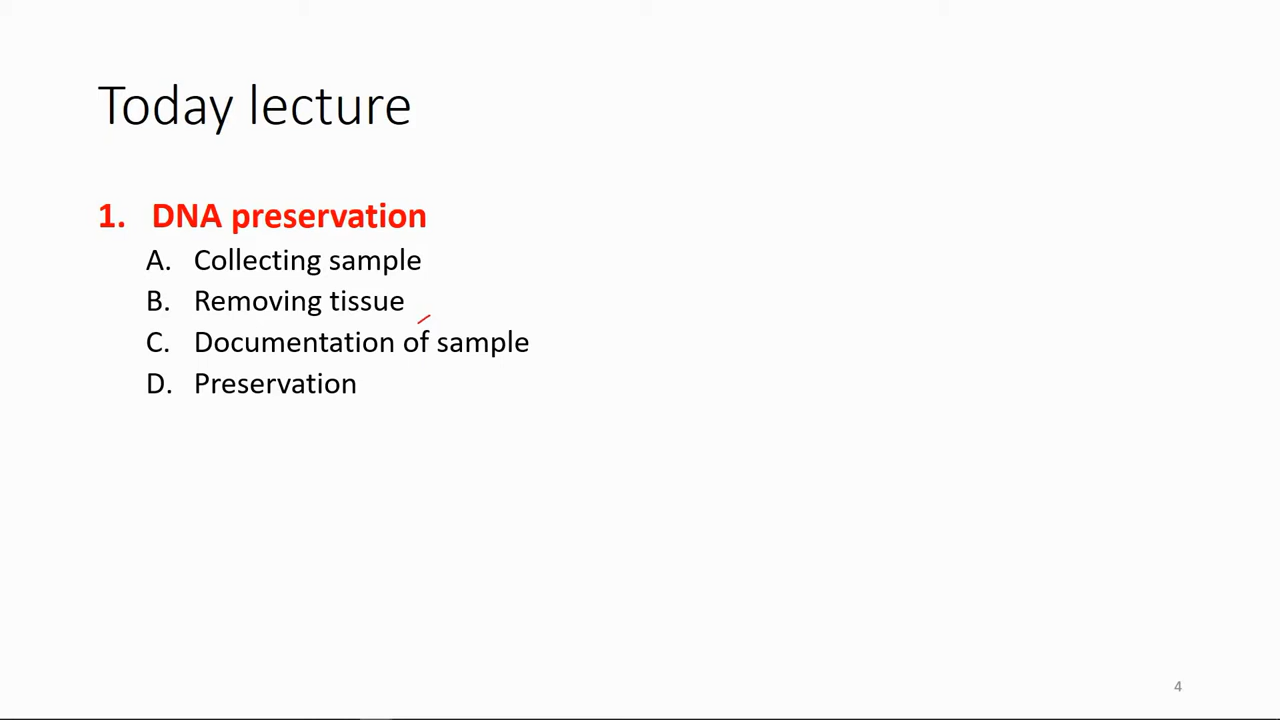 Today lecture
1. DNA preservation
A. Collecting sample
B. Removing tissue
C. Documentation of sample
D. Preservation
4